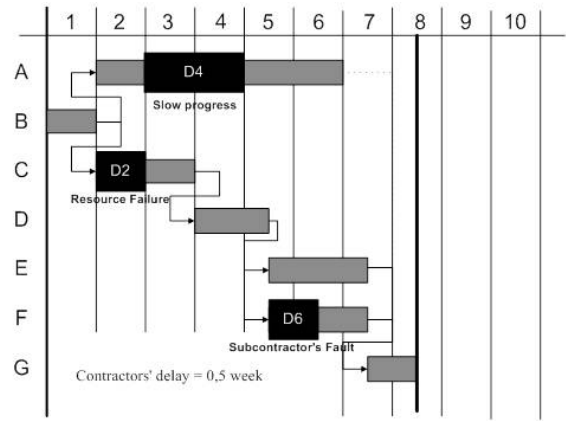 1 2 3 4 5 6 7 8 9 10
A D4
Slow progress
B
C D2
Resource Failure
D
E
F D6
Subcontractor's Fault
G
Contractors' delay = 0,5 week